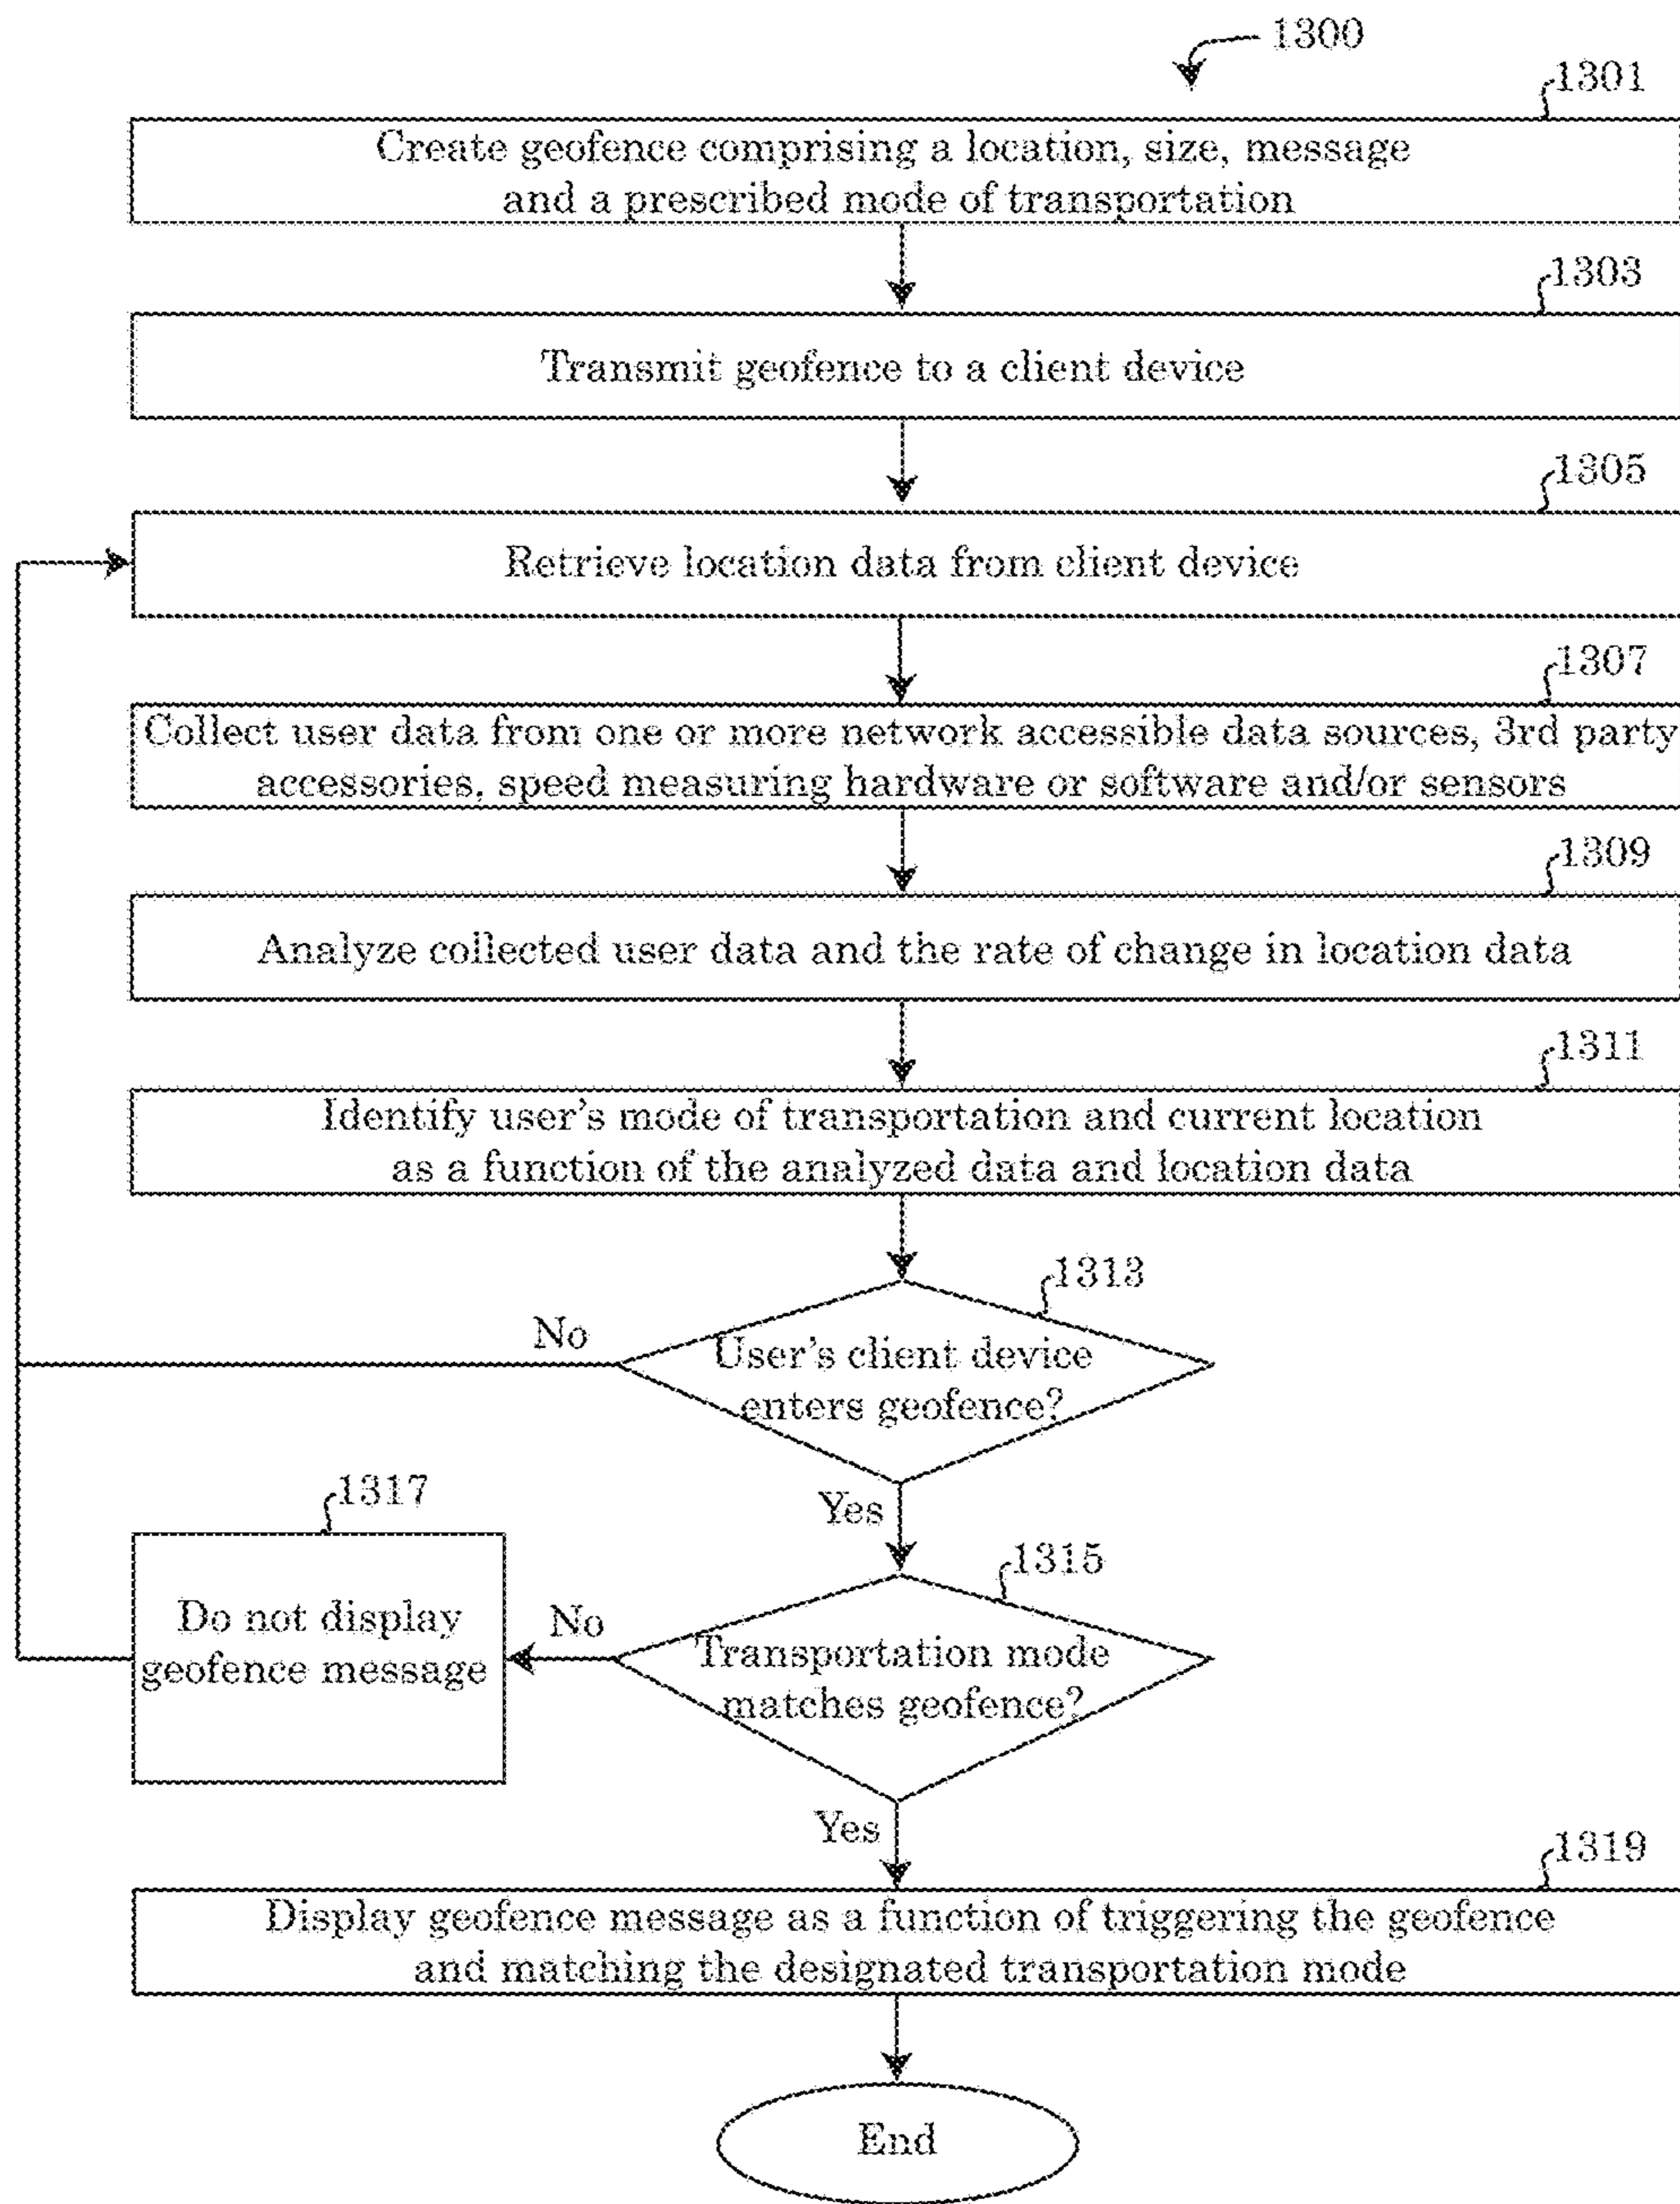 1300
1301
Create geofence comprising a location, size, message
and a prescribed mode of transportation
1303
Transmit geofence to a client device
1305
Retrieve location data from client device
1307
Collect user data from one or more network accessible data sources, 3rd party
accessories, speed measuring hardware or software and/or sensors
1309
Analyze collected user data and the rate of change in location data
1311
Identify user's mode of transportation and current location
as a function of the analyzed data and location data
1313
No
User's client device
enters geofence?
Yes
1317
Do not display
geofence message
No
1315
Transportation mode
matches geofence?
Yes
1319
Display geofence message as a function of triggering the geofence
and matching the designated transportation mode
End